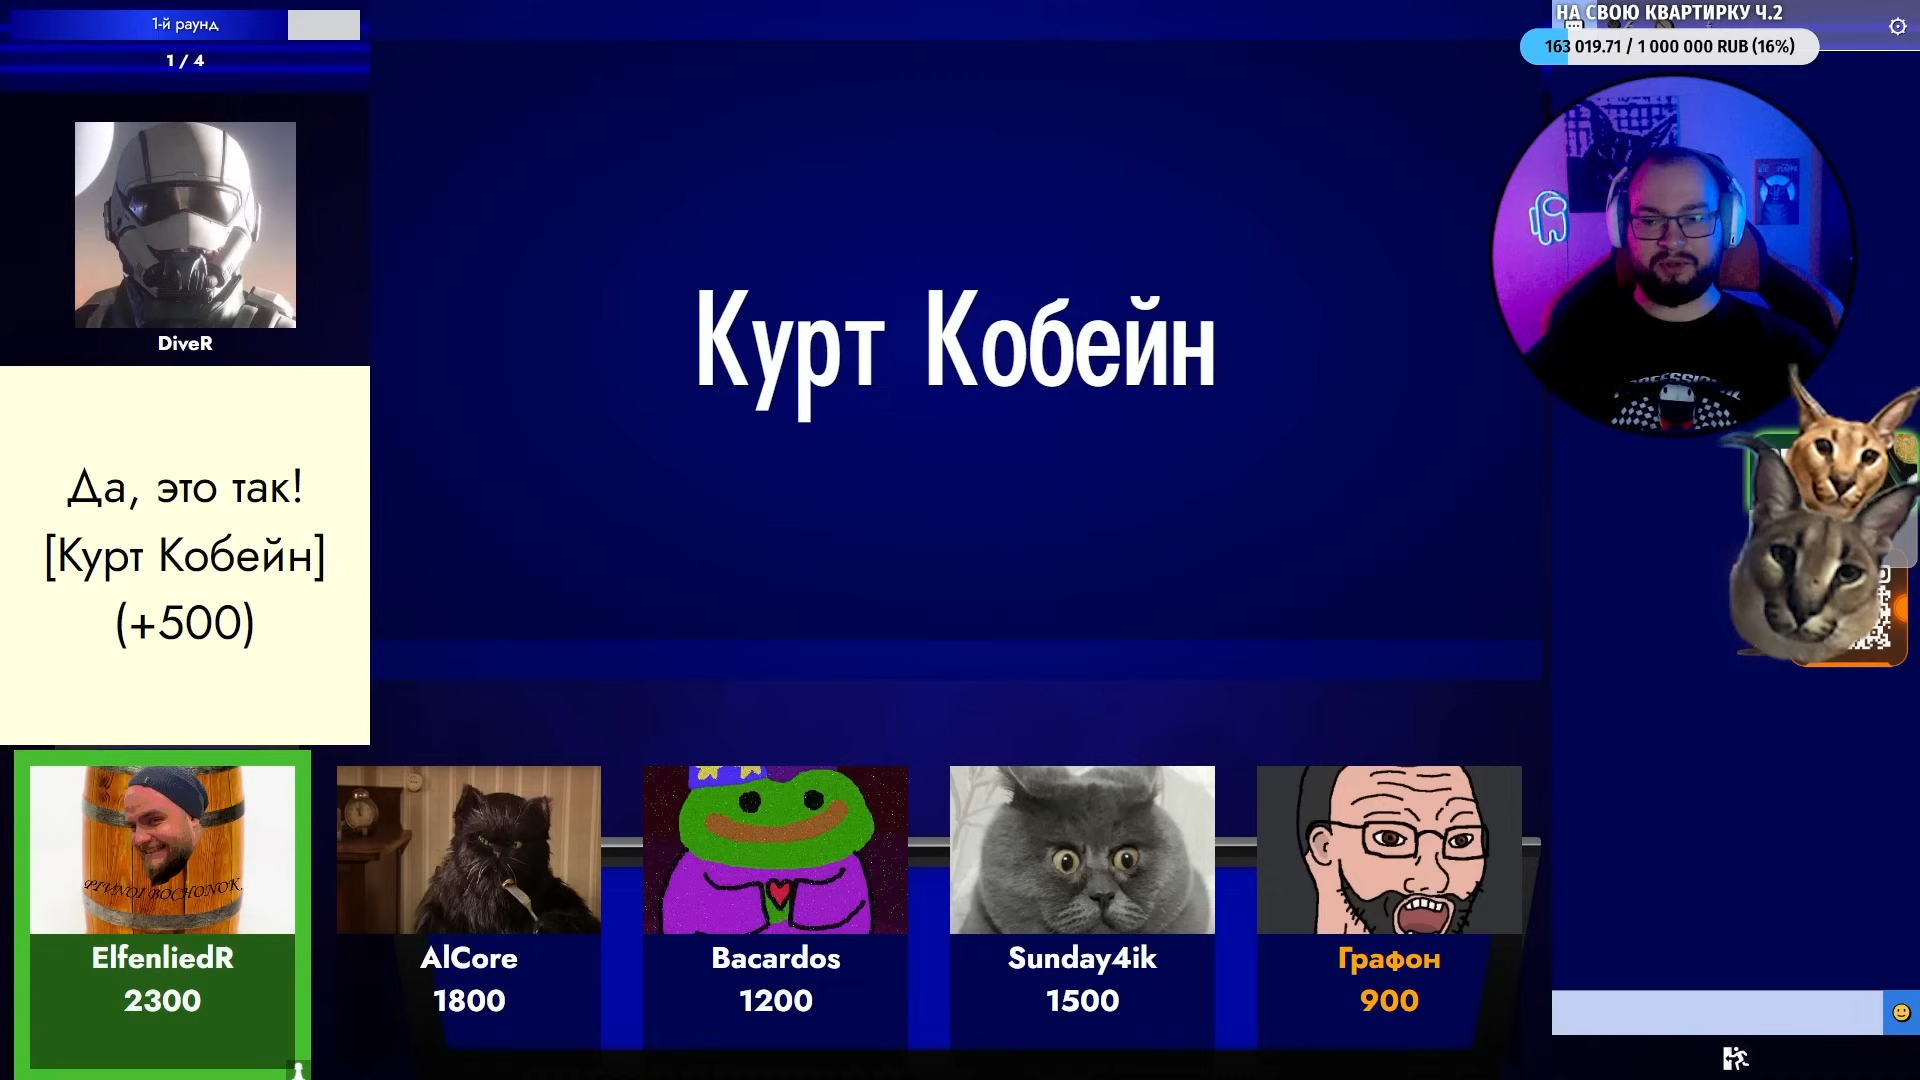 1-й раунд
1 / 4
DiveR
Да, это так!
[Курт Кобейн]
(+500)
Курт Кобейн
НА СВОЮ КВАРТИРКУ Ч.2
163 019.71 / 1 000 000 RUB (16%)
PIVNOI BOCHONOK.
ElfenliedR
2300
AlCore
1800
Bacardos
1200
Sunday4ik
1500
Графон
900